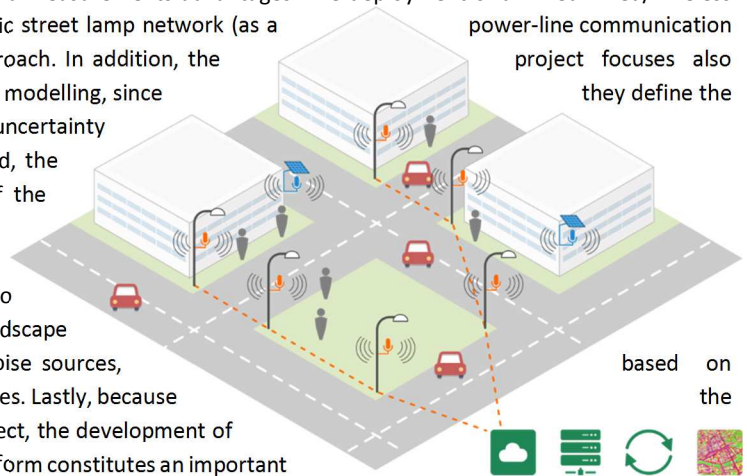 ic street lamp network (as a power-line communication
roach. In addition, the project focuses also
modelling, since they define the
uncertainty
d, the
f the
o
dscape
oise sources, based on
es. Lastly, because the
ect, the development of
form constitutes an important